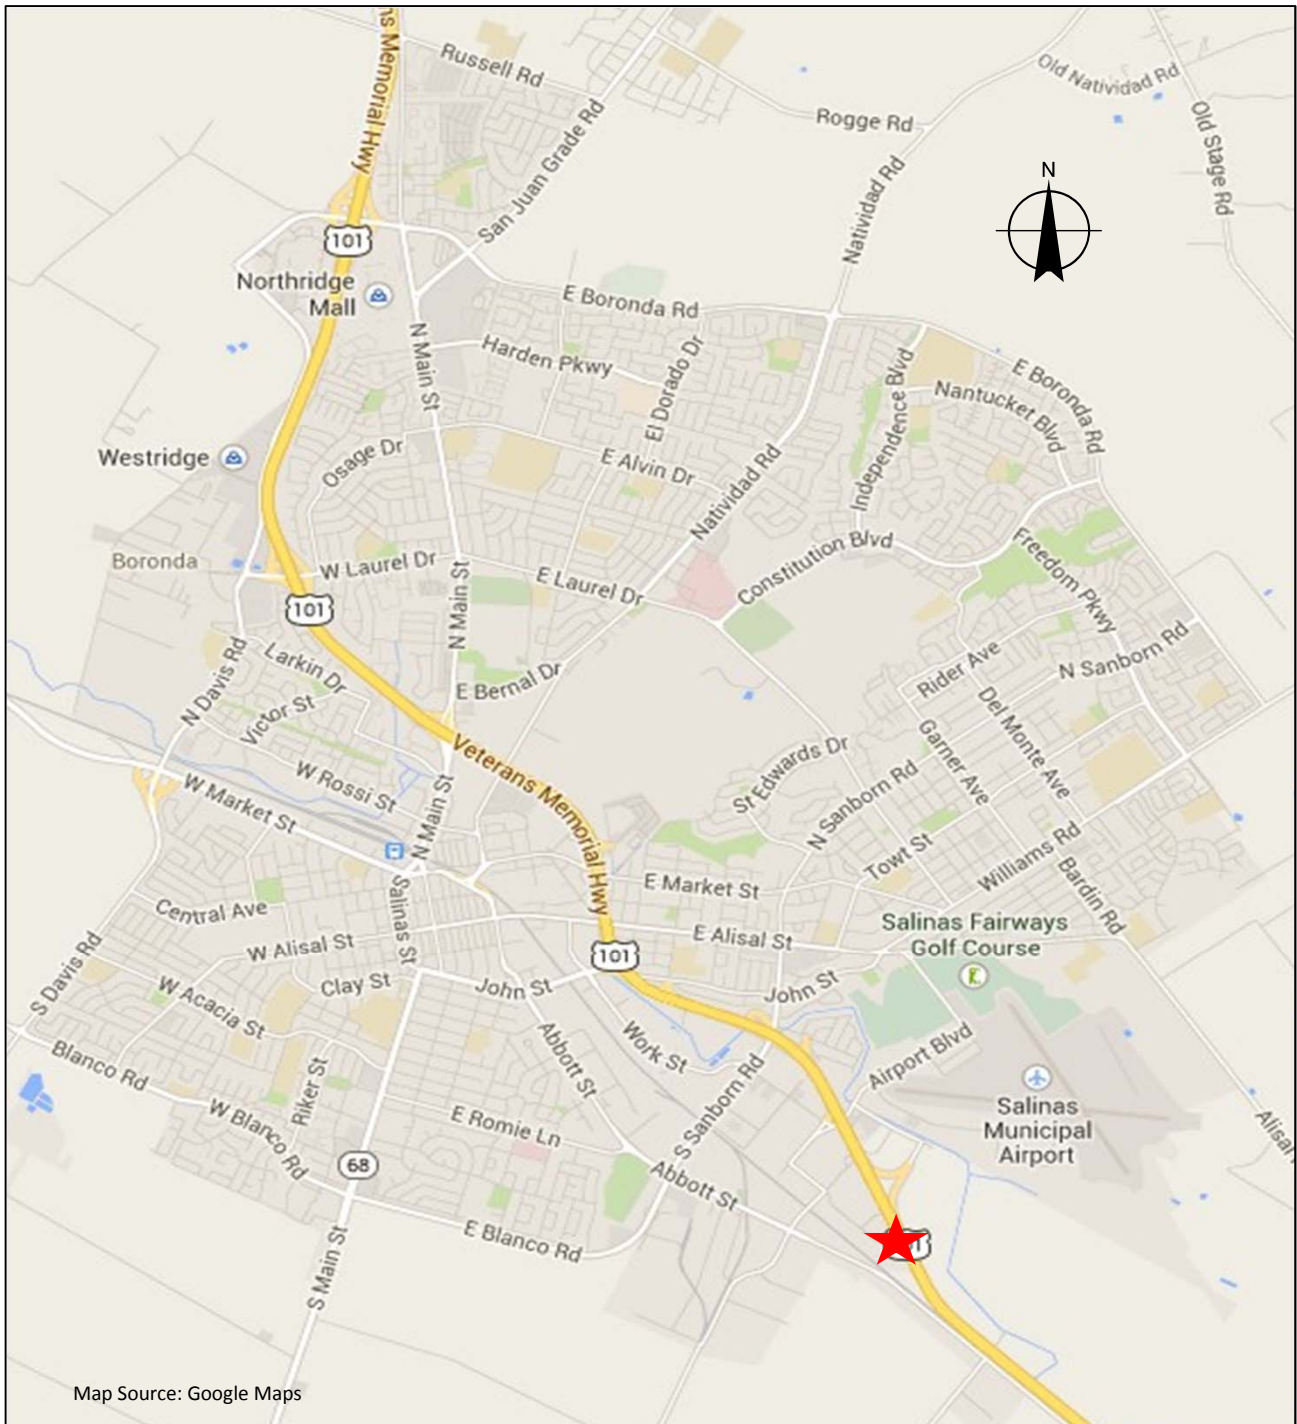 ns Memorial Hwy
Russell Rd
San Juan Grade Rd
Rogge Rd
Old Natividad Rd
Old Stage Rd
Natividad Rd
N
101
Northridge
Mall
E Boronda Rd
N Main St
Harden Pkwy
El Dorado Dr
Independence Blvd
Nantucket Blvd
E Boronda Rd
Westridge
Osage Dr
E Alvin Dr
Natividad Rd
Boronda
W Laurel Dr
N Main St
E Laurel Dr
Constitution Blvd
Freedom Pkwy
101
N Davis Rd
Larkin Dr
Victor St
E Bernal Dr
Rider Ave
N Sanborn Rd
Del Monte Ave
Garner Ave
Veterans Memorial Hwy
St Edwards Dr
N Sanborn Rd
W Rossi St
W Market St
N Main St
Towt St
Williams Rd
Bardin Rd
E Market St
Central Ave
Salinas St
W Alisal St
E Alisal St
Salinas Fairways
Golf Course
101
S Davis Rd
Clay St
John St
John St
W Acacia St
Abbott St
Work St
Airport Blvd
Blanco Rd
Riker St
W Blanco Rd
E Romie Ln
S Sanborn Rd
Salinas
Municipal
Airport
Alisal
68
Abbott St
E Blanco Rd
S Main St
Map Source: Google Maps